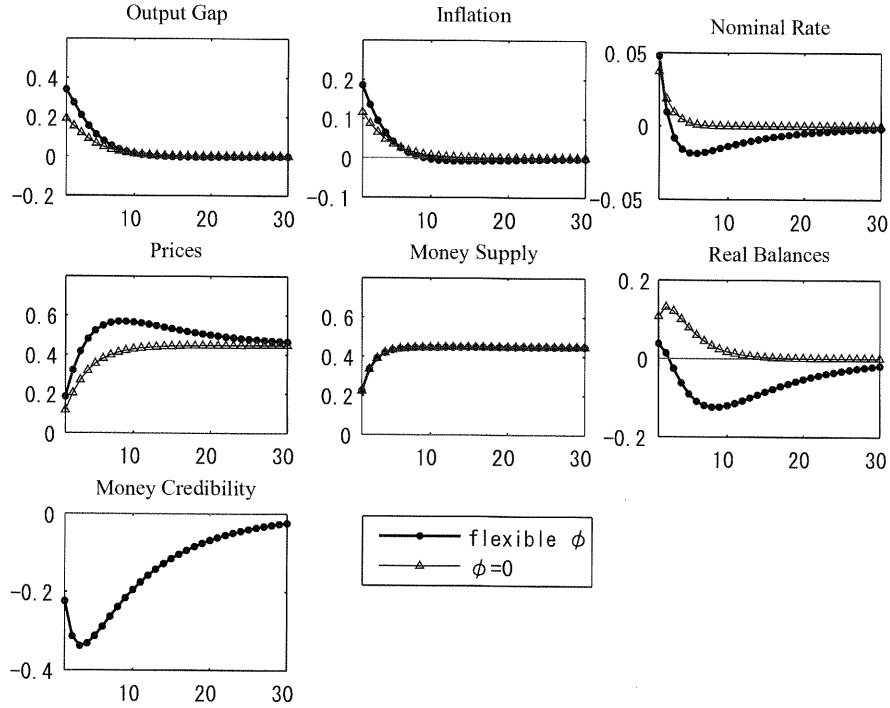 Output Gap
0.4
0.2
0
-0.2
10 20 30
Inflation
0.2
0.1
0
-0.1
10 20 30
Nominal Rate
0.05
0
-0.05
10 20 30
Prices
0.6
0.4
0.2
0
10 20 30
Money Supply
0.6
0.4
0.2
0
10 20 30
Real Balances
0.2
0
-0.2
10 20 30
Money Credibility
0
-0.2
-0.4
10 20 30
flexible φ
φ=0